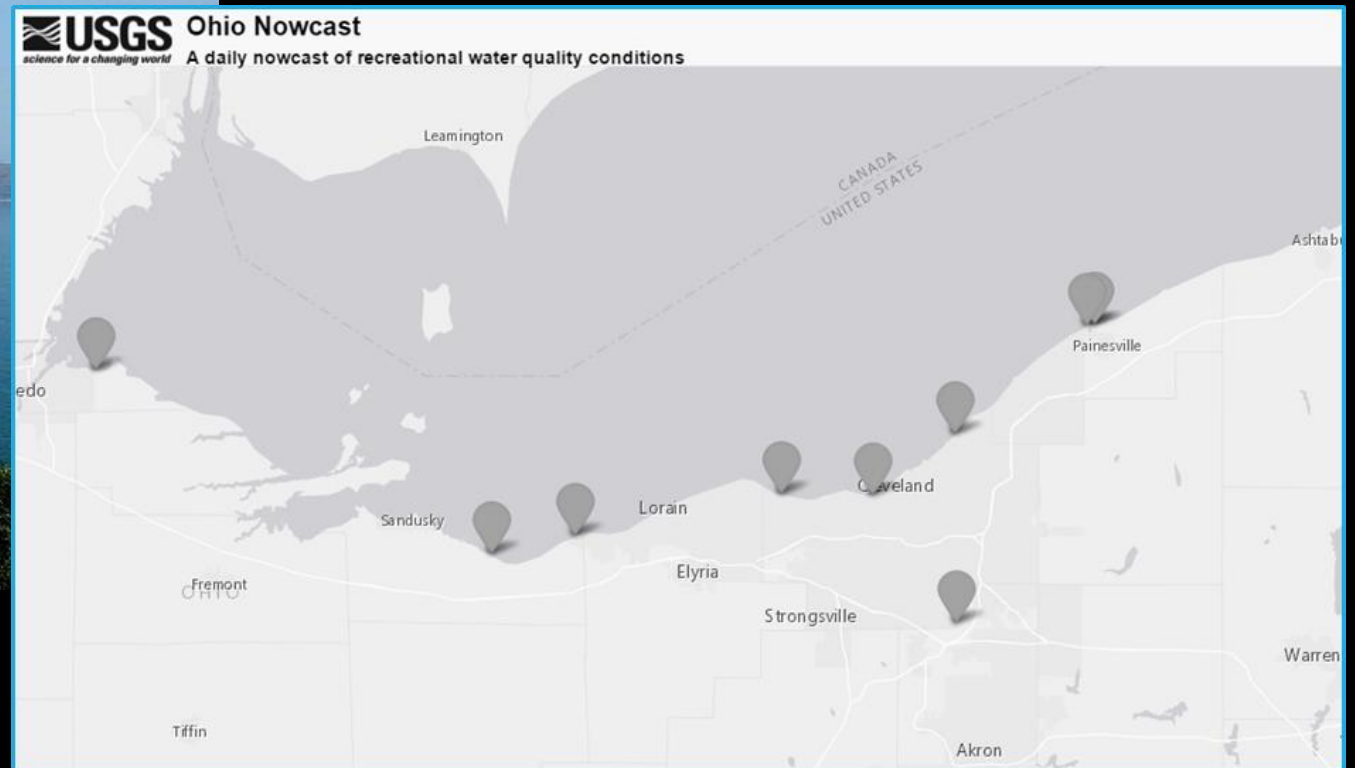 USGS
science for a changing world
Ohio Nowcast
A daily nowcast of recreational water quality conditions
Leamington
CANADA
UNITED STATES
Ashtab
Painesville
edo
Cleveland
Lorain
Sandusky
Elyria
Fremont
OHIO
Strongsville
Warren
Tiffin
Akron